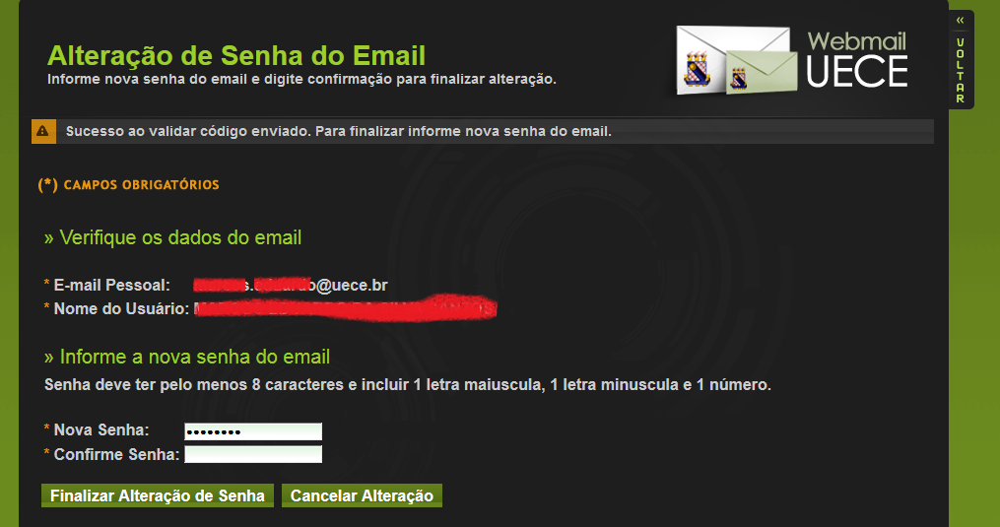 Alteração de Senha do Email
Informe nova senha do email e digite confirmação para finalizar alteração.
Webmail
UECE
«
VOLTAR
Sucesso ao validar código enviado. Para finalizar informe nova senha do email.
(*) CAMPOS OBRIGATÓRIOS
» Verifique os dados do email
* E-mail Pessoal: @uece.br
* Nome do Usuário:
» Informe a nova senha do email
Senha deve ter pelo menos 8 caracteres e incluir 1 letra maiuscula, 1 letra minuscula e 1 número.
* Nova Senha: ••••••••
* Confirme Senha:
Finalizar Alteração de Senha Cancelar Alteração